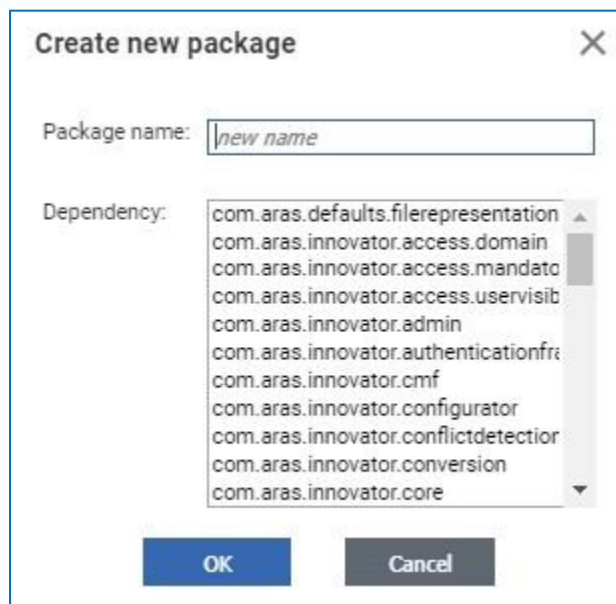 Create new package
Package name:
new name
Dependency:
com.aras.defaults.filerepresentation
com.aras.innovator.access.domain
com.aras.innovator.access.mandato
com.aras.innovator.access.uservisib
com.aras.innovator.admin
com.aras.innovator.authenticationfra
com.aras.innovator.cmf
com.aras.innovator.configurator
com.aras.innovator.conflictdetection
com.aras.innovator.conversion
com.aras.innovator.core
OK
Cancel